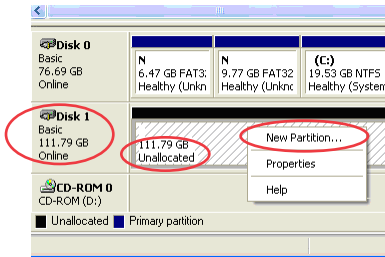 Disk 0
Basic
76.69 GB
Online
N
6.47 GB FAT32
Healthy (Unkn
N
9.77 GB FAT32
Healthy (Unknc
(C:)
19.53 GB NTFS
Healthy (System
Disk 1
Basic
111.79 GB
Online
111.79 GB
Unallocated
New Partition...
Properties
Help
CD-ROM 0
CD-ROM (D:)
Unallocated
Primary partition